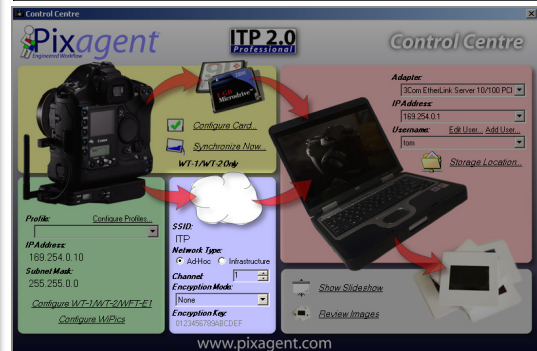 Control Centre
Pixagent
Engineered Workflow
ITP 2.0
Professional
Control Centre
1 GB
Microdrive
Configure Card...
Synchronize Now...
WT-1/WT-2 Only
Adapter:
3Com EtherLink Server 10/100 PCI
IP Address:
169.254.0.1
Username: Edit User... Add User...
tom
Storage Location...
Profile: Configure Profiles...
IP Address:
169.254.0.10
Subnet Mask:
255.255.0.0
Configure WT-1/WT-2/WFT-E1
Configure WiPics
SSID:
ITP
Network Type:
Ad-Hoc Infrastructure
Channel: 1
Encryption Mode:
None
Encryption Key:
0123456789ABCDEF
Show Slideshow
Review Images
www.pixagent.com